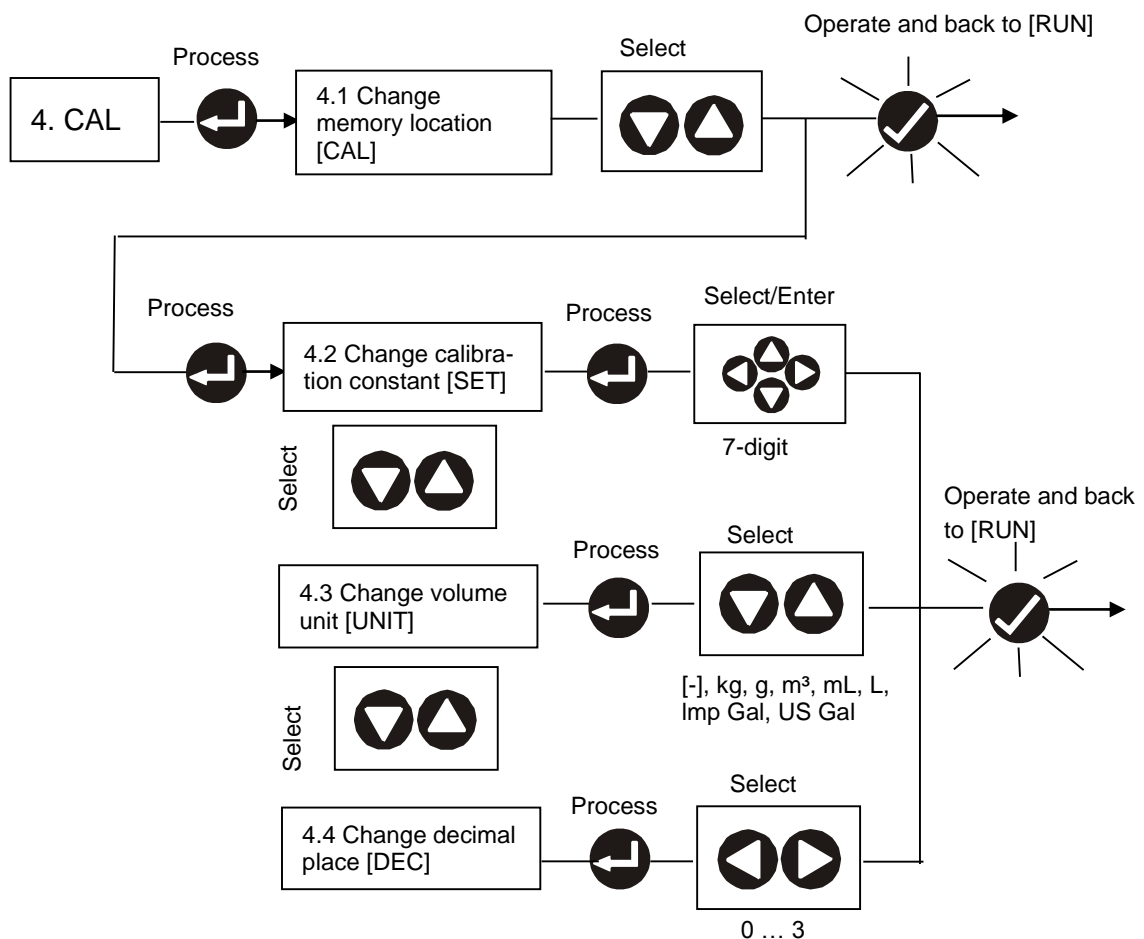 Operate and back to [RUN]
Process
Select
4. CAL
4.1 Change
memory location
[CAL]
Process
Process
Select/Enter
4.2 Change calibra-
tion constant [SET]
7-digit
Select
Operate and back
to [RUN]
Process
Select
4.3 Change volume
unit [UNIT]
[-], kg, g, m³, mL, L,
lmp Gal, US Gal
Select
Process
Select
4.4 Change decimal
place [DEC]
0 … 3